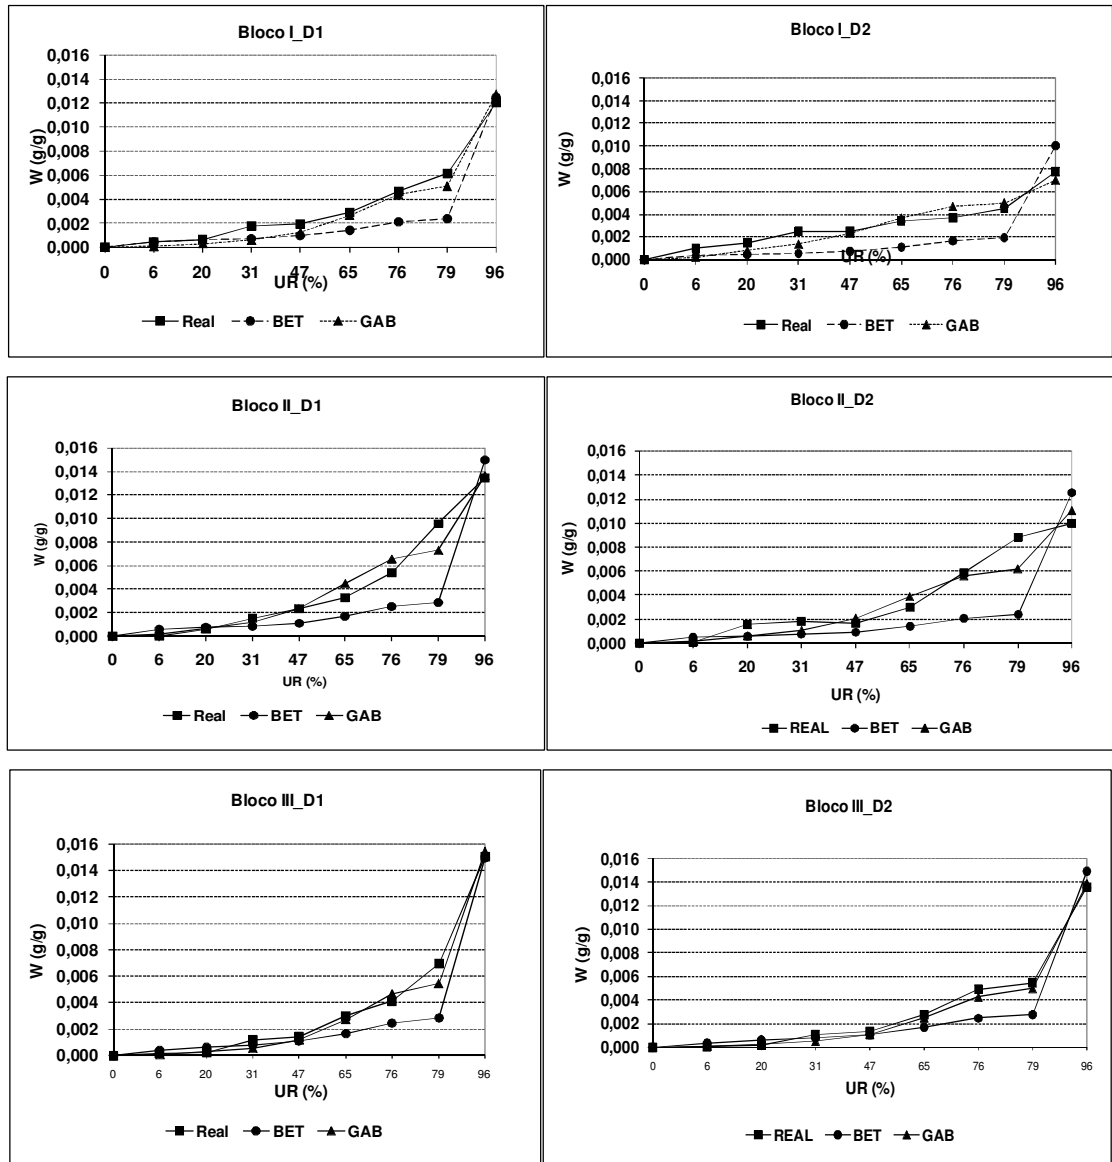 Bloco I_D1
0,016
0,014
0,012
0,010
0,008
0,006
0,004
0,002
0,000
W (g/g)
0 6 20 31 47 65 76 79 96
UR (%)
Real BET GAB
Bloco I_D2
0,016
0,014
0,012
0,010
0,008
0,006
0,004
0,002
0,000
W (g/g)
UR (%)
0 6 20 31 47 65 76 79 96
Real BET GAB
Bloco II_D1
0,016
0,014
0,012
0,010
0,008
0,006
0,004
0,002
0,000
W (g/g)
0 6 20 31 47 65 76 79 96
UR (%)
Real BET GAB
Bloco II_D2
0,016
0,014
0,012
0,010
0,008
0,006
0,004
0,002
0,000
W (g/g)
0 6 20 31 47 65 76 79 96
UR (%)
REAL BET GAB
Bloco III_D1
0,016
0,014
0,012
0,010
0,008
0,006
0,004
0,002
0,000
W (g/g)
0 6 20 31 47 65 76 79 96
UR (%)
Real BET GAB
Bloco III_D2
0,016
0,014
0,012
0,010
0,008
0,006
0,004
0,002
0,000
W (g/g)
0 6 20 31 47 65 76 79 96
UR (%)
REAL BET GAB